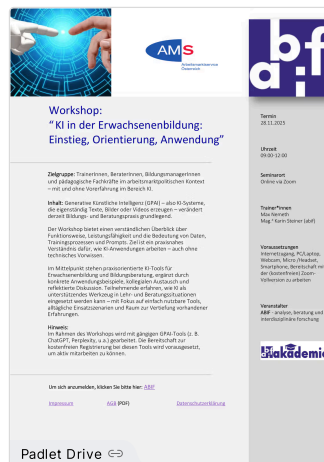 AMS
Arbeitsmarktservice
Österreich
abif
Workshop:
“ KI in der Erwachsenenbildung:
Einstieg, Orientierung, Anwendung”
Zielgruppe: TrainerInnen, BeraterInnen, BildungsmanagerInnen
und pädagogische Fachkräfte im arbeitsmarktpolitischen Kontext
– mit und ohne Vorerfahrung im Bereich KI.
Inhalt: Generative Künstliche Intelligenz (GPAI) – also KI-Systeme,
die eigenständig Texte, Bilder oder Videos erzeugen – verändert
derzeit Bildungs- und Beratungspraxis grundlegend.
Der Workshop bietet einen verständlichen Überblick über
Funktionsweise, Leistungsfähigkeit und die Bedeutung von Daten,
Trainingsprozessen und Prompts. Ziel ist ein praxisnahes
Verständnis dafür, wie KI-Anwendungen arbeiten – auch ohne
technisches Vorwissen.
Im Mittelpunkt stehen praxisorientierte KI-Tools für
Erwachsenenbildung und Bildungsberatung, ergänzt durch
konkrete Anwendungsbeispiele, kollegialen Austausch und
reflektierte Diskussion. Teilnehmende erfahren, wie KI als
unterstützendes Werkzeug in Lehr- und Beratungssituationen
eingesetzt werden kann – mit Fokus auf einfach nutzbare Tools,
alltägliche Einsatzszenarien und Raum zur Vertiefung vorhandener
Erfahrungen.
Hinweis:
Im Rahmen des Workshops wird mit gängigen GPAI-Tools (z. B.
ChatGPT, Perplexity, u.a.) gearbeitet. Die Bereitschaft zur
kostenfreien Registrierung bei diesen Tools wird vorausgesetzt,
um aktiv mitarbeiten zu können.
Um sich anzumelden, klicken Sie bitte hier: ABIF
Impressum AGB (PDF) Datenschutzerklärung
Termin
28.11.2025
Uhrzeit
09:00-12:00
Seminarort
Online via Zoom
Trainer*innen
Max Nemeth
Mag.ª Karin Steiner (abif)
Voraussetzungen
Internetzugang, PC/Laptop,
Webcam, Micro /Headset,
Smartphone, Bereitschaft mit
der (kostenfreien) Zoom-
Vollversion zu arbeiten
Veranstalter
ABIF - analyse, beratung und
interdisziplinäre forschung
akademie
Padlet Drive